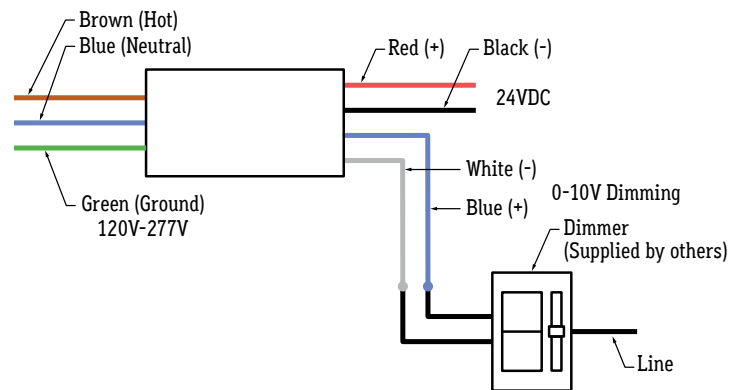 Brown (Hot)
Blue (Neutral)
Red (+)
Black (-)
24VDC
White (-)
Green (Ground)
120V-277V
0-10V Dimming
Blue (+)
Dimmer
(Supplied by others)
Line